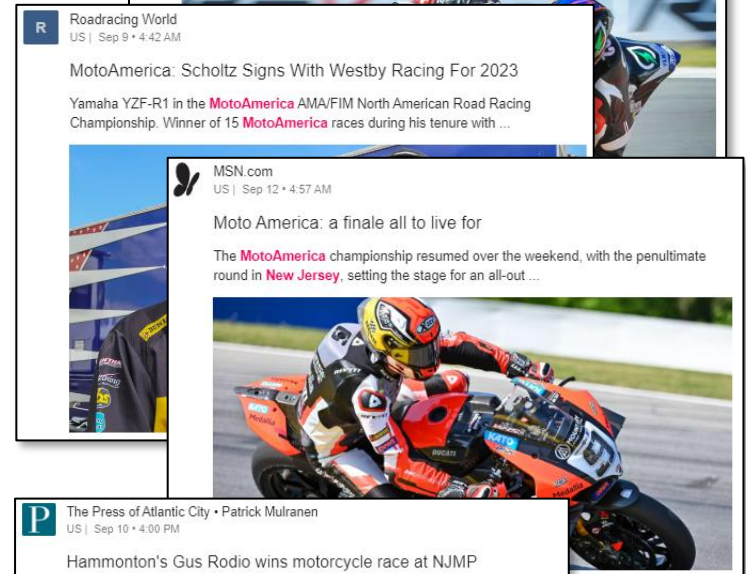 R
Roadracing World
US | Sep 9 • 4:42 AM
MotoAmerica: Scholtz Signs With Westby Racing For 2023
Yamaha YZF-R1 in the MotoAmerica AMA/FIM North American Road Racing
Championship. Winner of 15 MotoAmerica races during his tenure with ...
MSN.com
US | Sep 12 • 4:57 AM
Moto America: a finale all to live for
The MotoAmerica championship resumed over the weekend, with the penultimate
round in New Jersey, setting the stage for an all-out ...
KATO
Medallia
DUCATI
KATO
Medallia
P
The Press of Atlantic City • Patrick Mulranen
US | Sep 10 • 4:00 PM
Hammonton's Gus Rodio wins motorcycle race at NJMP